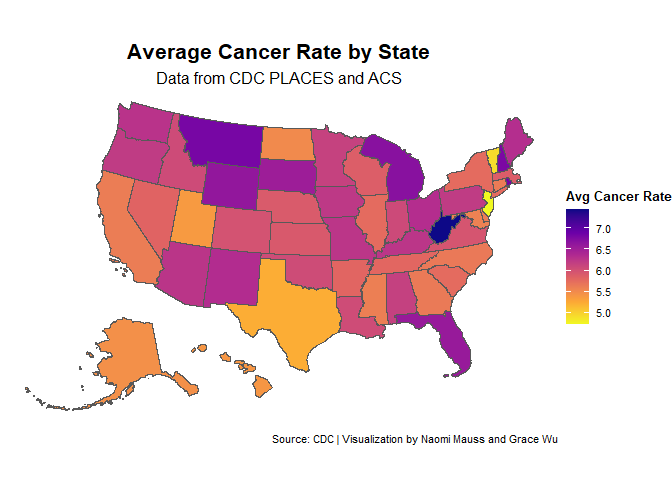 Average Cancer Rate by State
Data from CDC PLACES and ACS
Avg Cancer Rate
7.0
6.5
6.0
5.5
5.0
Source: CDC | Visualization by Naomi Mauss and Grace Wu